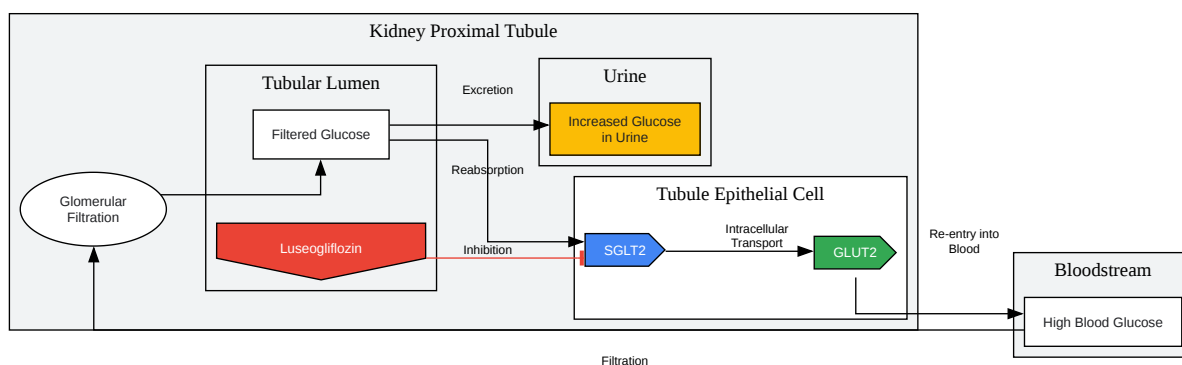 Kidney Proximal Tubule
Tubular Lumen
Filtered Glucose
Excretion
Urine
Increased Glucose
in Urine
Reabsorption
Glomerular
Filtration
Luseogliflozin
Inhibition
Tubule Epithelial Cell
SGLT2
Intracellular
Transport
GLUT2
Re-entry into
Blood
Bloodstream
High Blood Glucose
Filtration